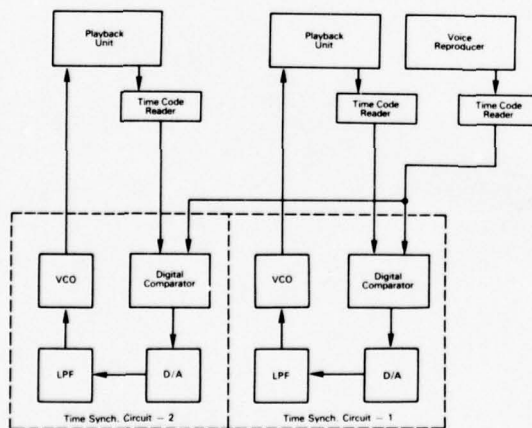 Playback
Unit
Playback
Unit
Voice
Reproducer
Time Code
Reader
Time Code
Reader
Time Code
Reader
VCO
Digital
Comparator
VCO
Digital
Comparator
LPF
D/A
LPF
D/A
Time Synch. Circuit – 2
Time Synch. Circuit – 1